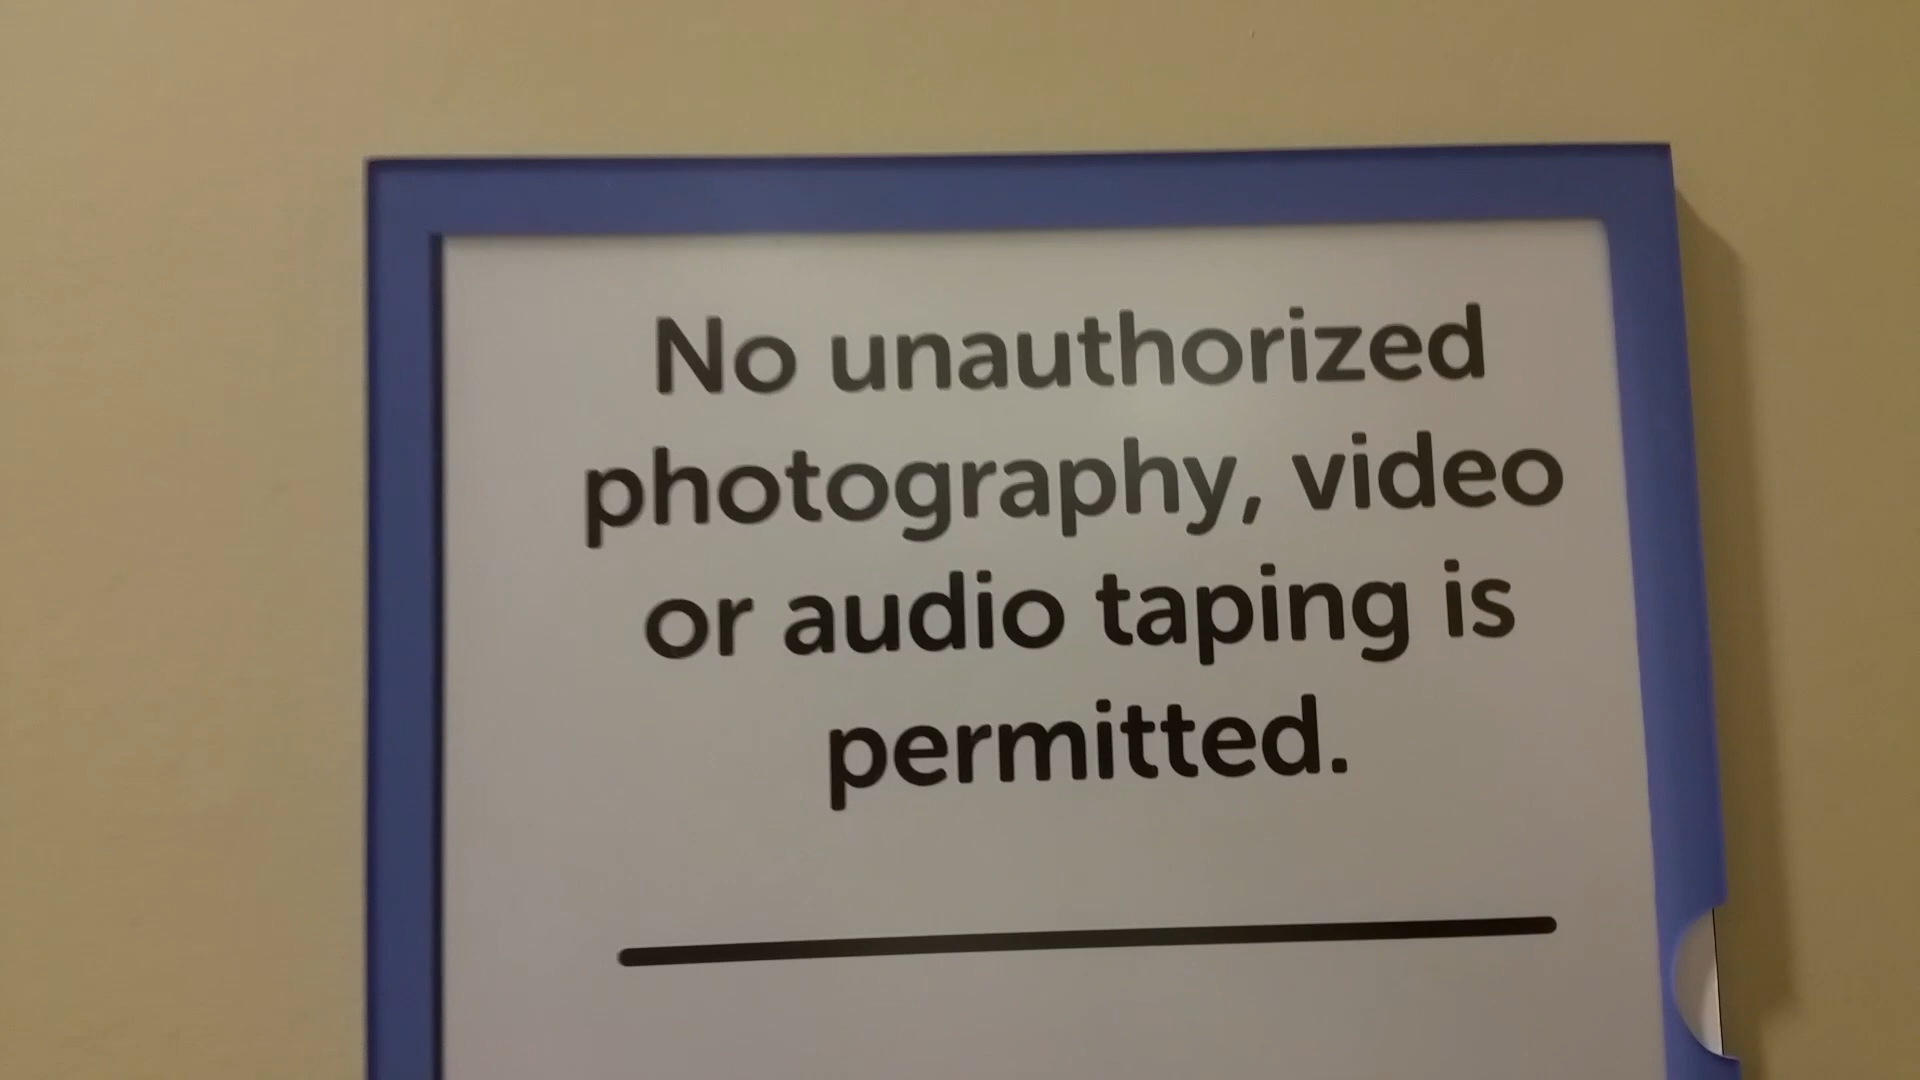 No unauthorized
photography, video
or audio taping is
permitted.